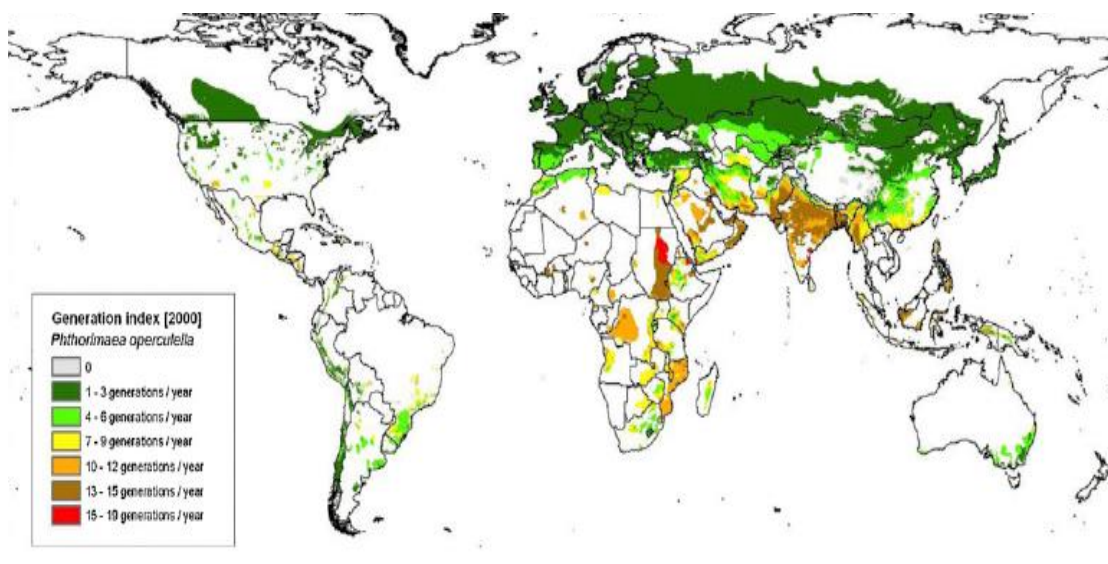 Generation index [2000]
Phthorimaea operculella
0
1 - 3 generations / year
4 - 6 generations / year
7 - 9 generations / year
10 - 12 generations / year
13 - 15 generations / year
15 - 19 generations / year